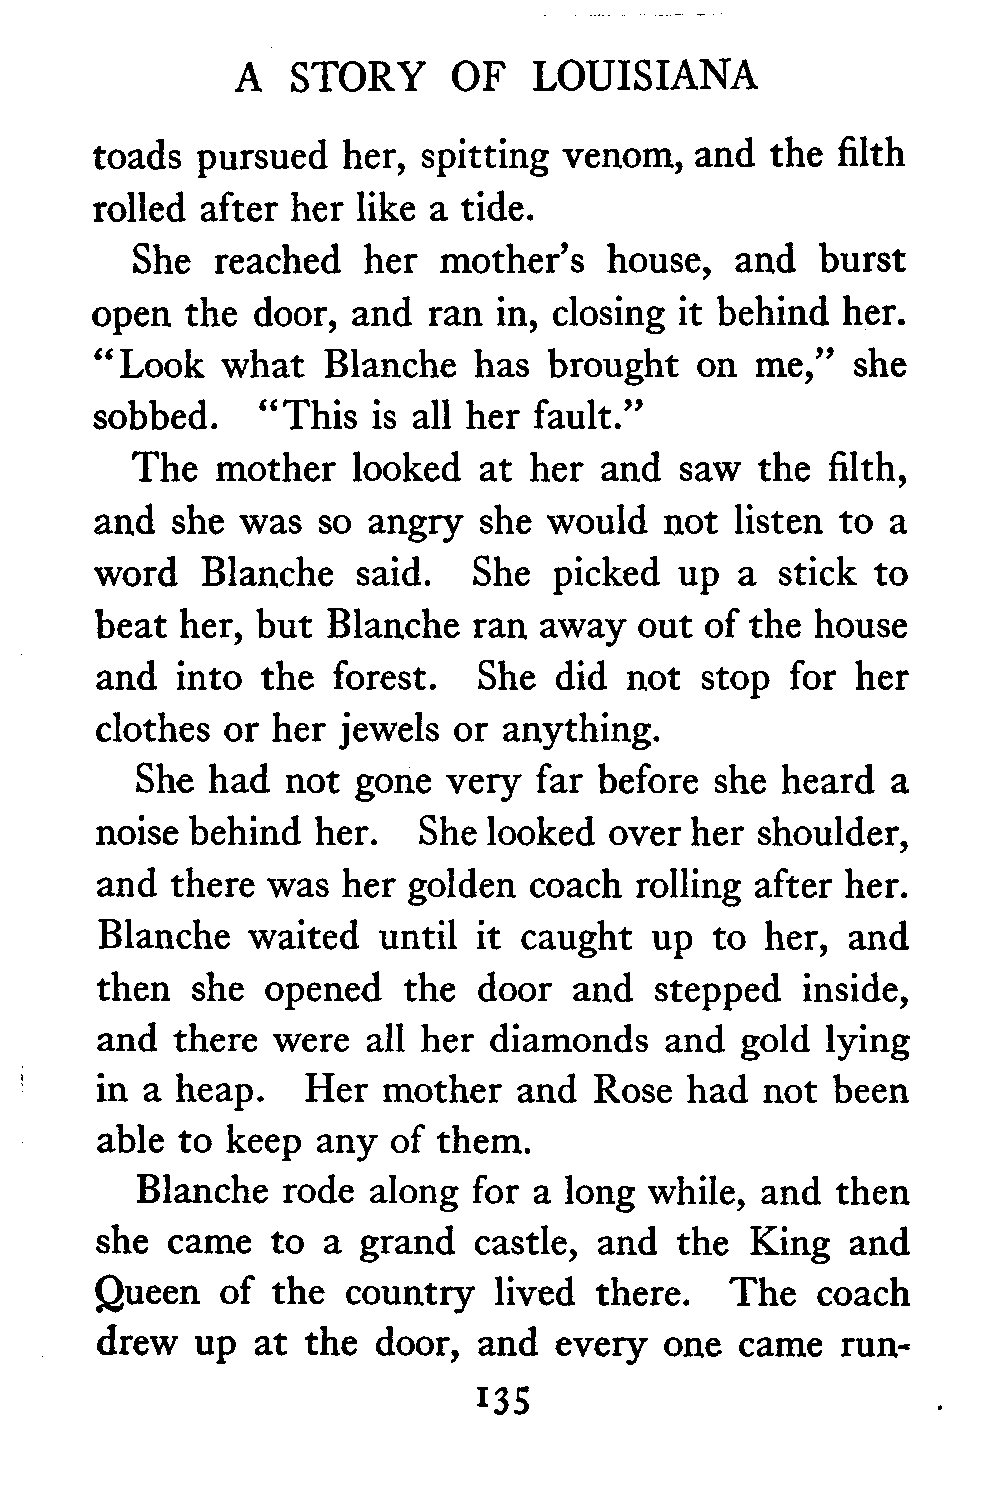 A STORY OF LOUISIANA
toads pursued her, spitting venom, and the filth
rolled after her like a tide.
She reached her mother's house, and burst
open the door, and ran in, closing it behind her.
“Look what Blanche has brought on me,” she
sobbed. “This is all her fault.”
The mother looked at her and saw the filth,
and she was so angry she would not listen to a
word Blanche said. She picked up a stick to
beat her, but Blanche ran away out of the house
and into the forest. She did not stop for her
clothes or her jewels or anything.
She had not gone very far before she heard a
noise behind her. She looked over her shoulder,
and there was her golden coach rolling after her.
Blanche waited until it caught up to her, and
then she opened the door and stepped inside,
and there were all her diamonds and gold lying
in a heap. Her mother and Rose had not been
able to keep any of them.
Blanche rode along for a long while, and then
she came to a grand castle, and the King and
Queen of the country lived there. The coach
drew up at the door, and every one came run-
135